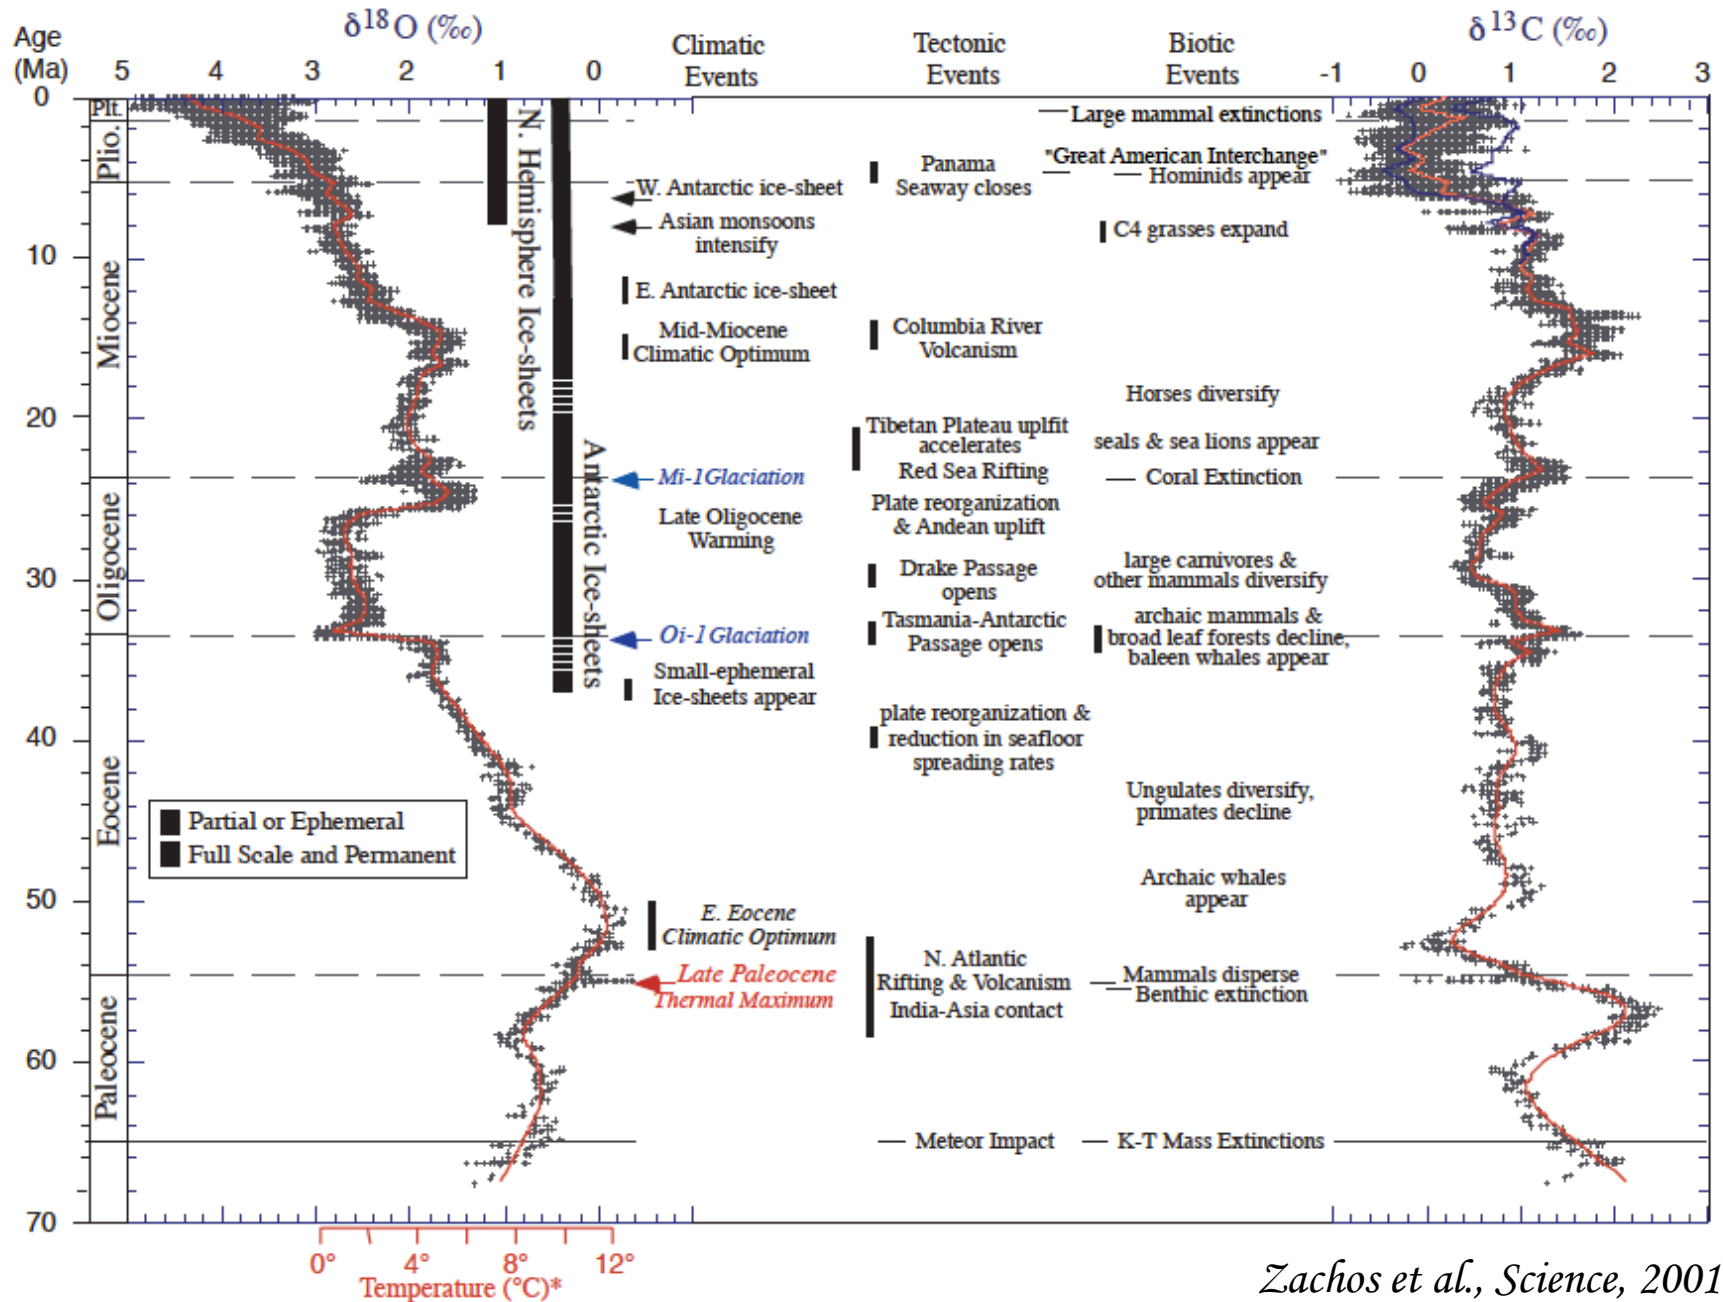 δ18O (‰)
δ13C (‰)
Age
(Ma)
5 4 3 2 1 0
Climatic
Events
Tectonic
Events
Biotic
Events
-1 0 1 2 3
0
10
20
30
40
50
60
70
Plt.
Plio.
Miocene
Oligocene
Eocene
Paleocene
N. Hemisphere Ice-sheets
Antarctic Ice-sheets
Partial or Ephemeral
Full Scale and Permanent
W. Antarctic ice-sheet
Asian monsoons
intensify
E. Antarctic ice-sheet
Mid-Miocene
Climatic Optimum
Mi-1Glaciation
Late Oligocene
Warming
Oi-1Glaciation
Small-ephemeral
Ice-sheets appear
E. Eocene
Climatic Optimum
Late Paleocene
Thermal Maximum
Panama
Seaway closes
Columbia River
Volcanism
Tibetan Plateau uplfit
accelerates
Red Sea Rifting
Plate reorganization
& Andean uplift
Drake Passage
opens
Tasmania-Antarctic
Passage opens
plate reorganization &
reduction in seafloor
spreading rates
N. Atlantic
Rifting & Volcanism
India-Asia contact
Meteor Impact
Large mammal extinctions
"Great American Interchange"
Hominids appear
C4 grasses expand
Horses diversify
seals & sea lions appear
Coral Extinction
large carnivores &
other mammals diversify
archaic mammals &
broad leaf forests decline,
baleen whales appear
Ungulates diversify,
primates decline
Archaic whales
appear
Mammals disperse
Benthic extinction
K-T Mass Extinctions
0° 4° 8° 12°
Temperature (°C)*
Zachos et al., Science, 2001